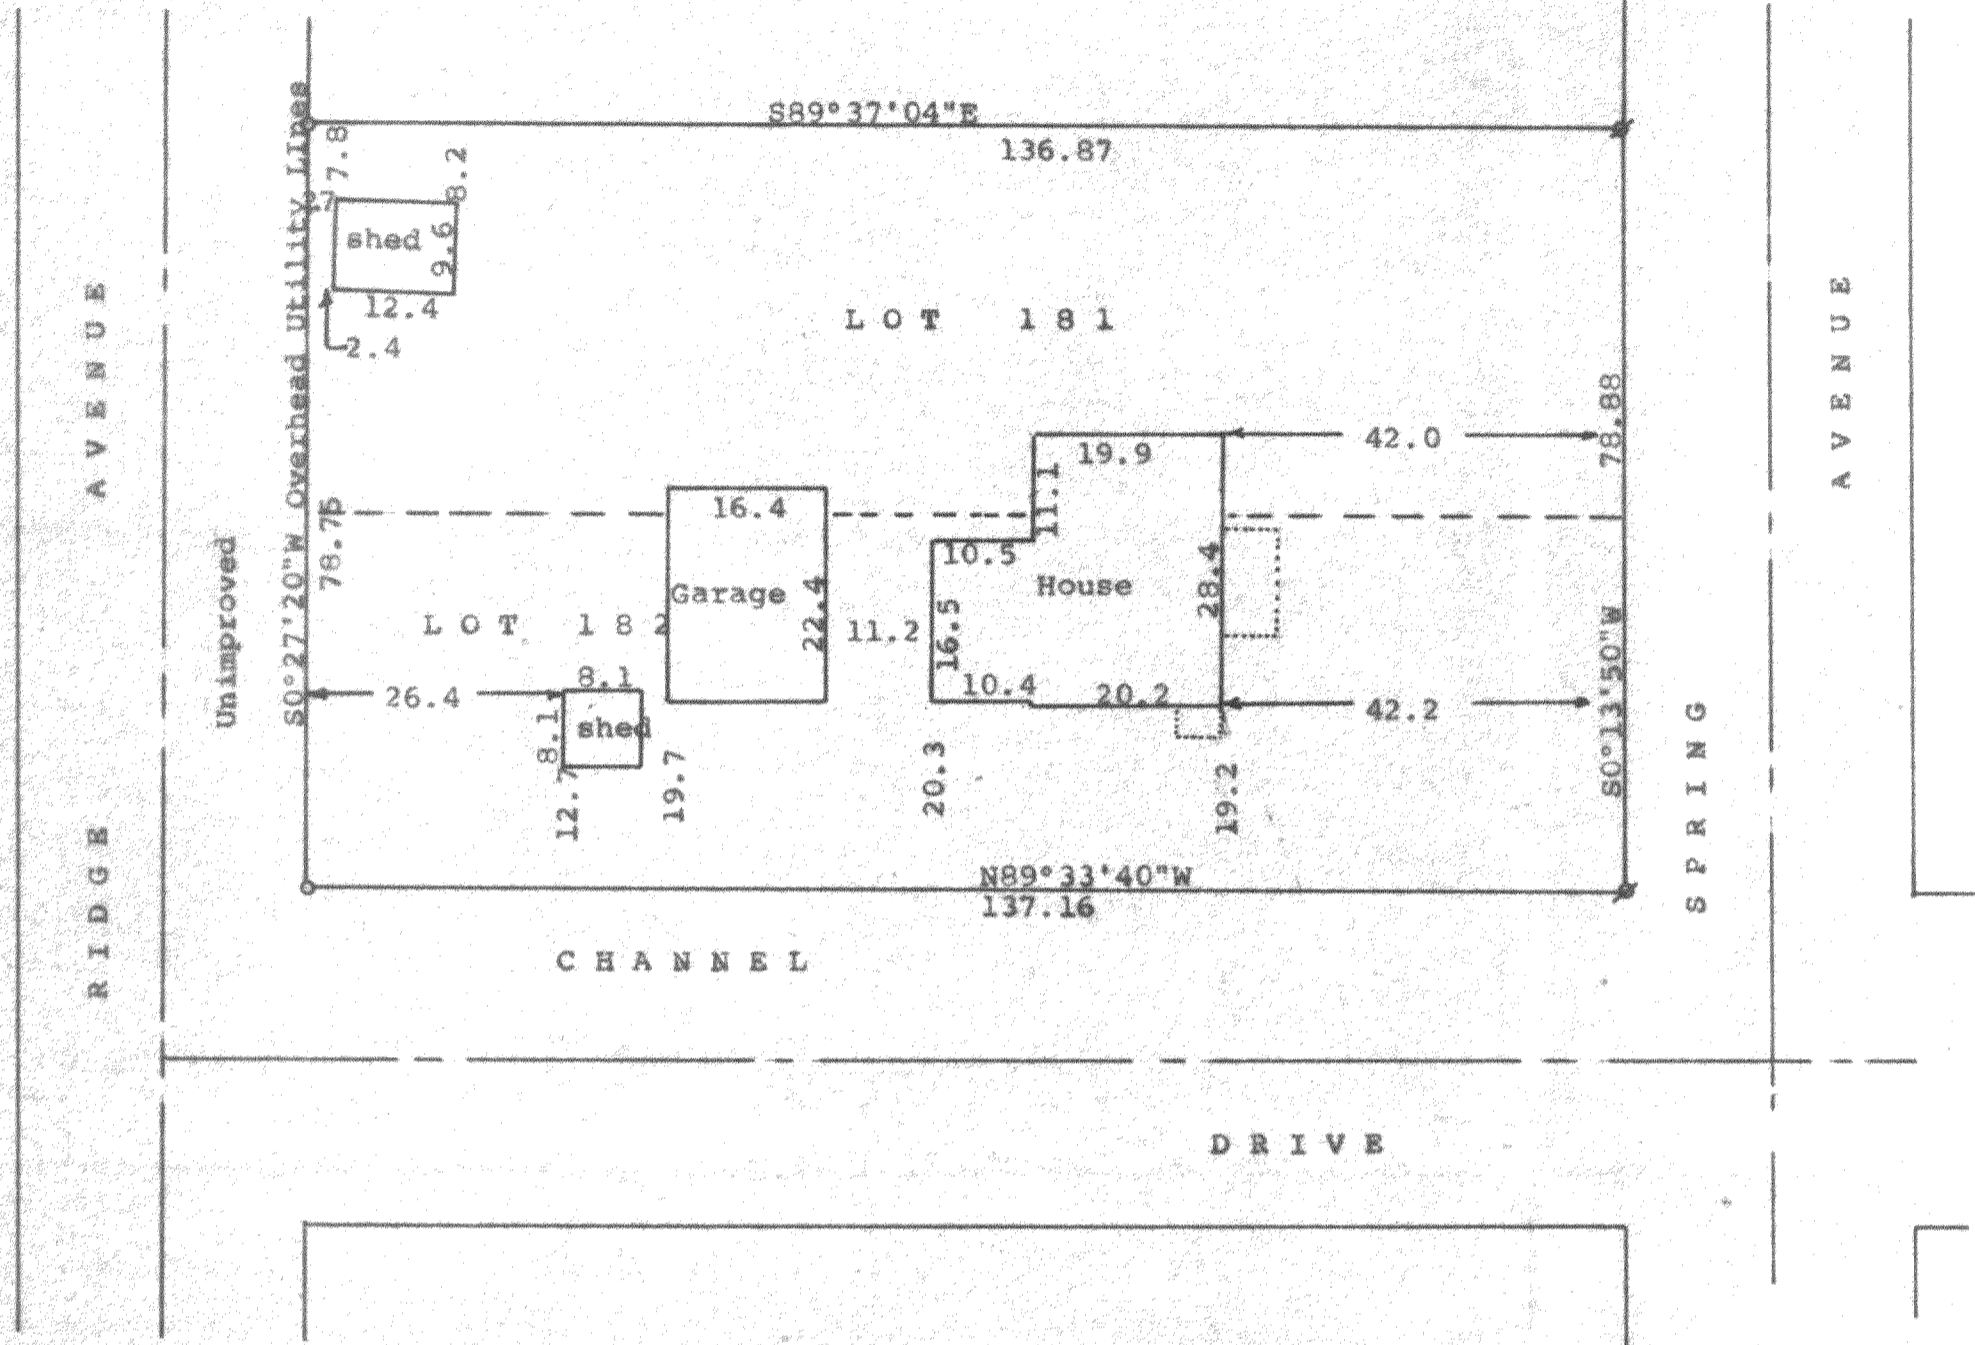 S89°37'04"E
136.87
7.8
8.2
shed
9.6
12.4
2.4
S0°27'20"W Overhead Utility Lines
78.76
Unimproved
RIDGE AVENUE
LOT 181
42.0
78.88
S0°13'50"W
SPRING AVENUE
19.9
11.1
10.5
House
28.4
16.5
10.4
20.2
42.2
16.4
Garage
22.4
11.2
LOT 182
26.4
8.1
8.1
shed
12.7
19.7
20.3
19.2
N89°33'40"W
137.16
CHANNEL
DRIVE